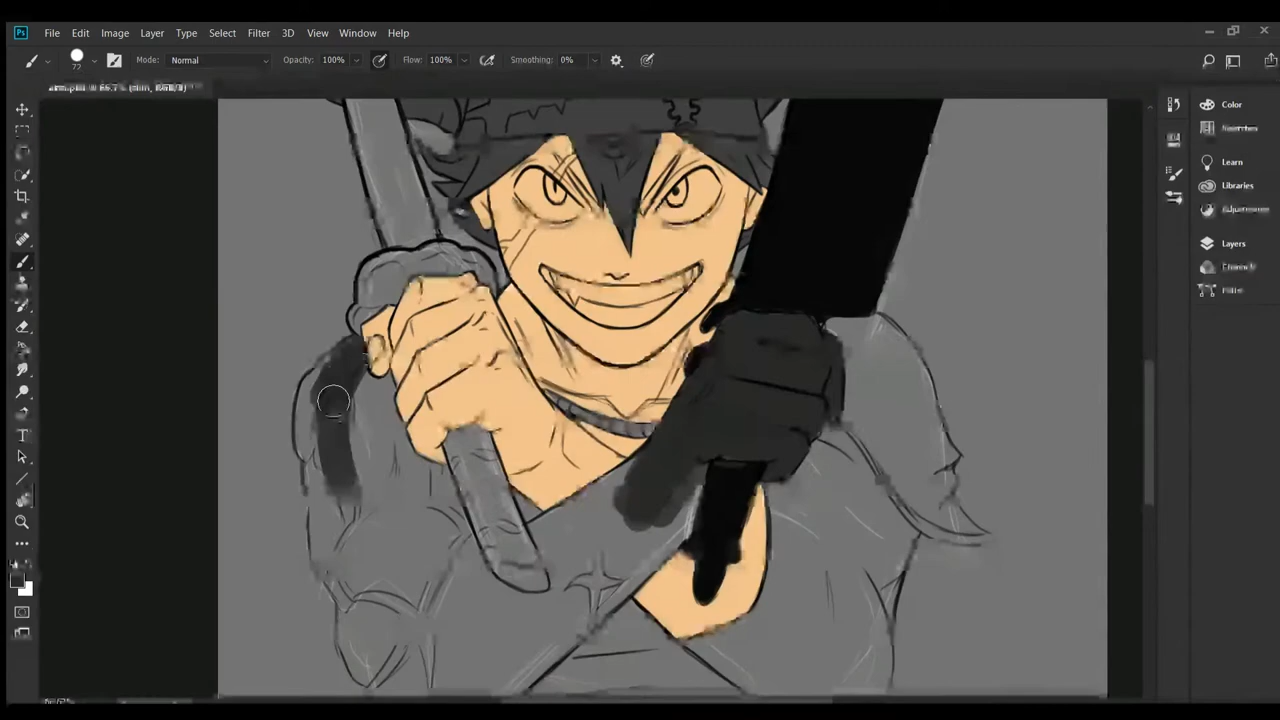 Ps File Edit Image Layer Type Select Filter 3D View Window Help
72 Mode: Normal Opacity: 100% Flow: 100% Smoothing: 0%
Color
Learn
Libraries
Layers